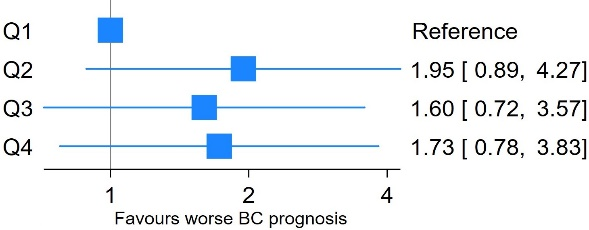 Q1 Reference
Q2 1.95 [ 0.89, 4.27]
Q3 1.60 [ 0.72, 3.57]
Q4 1.73 [ 0.78, 3.83]
1 2 4
Favours worse BC prognosis